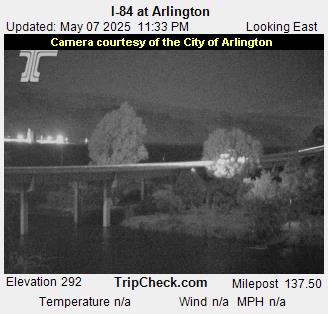 I-84 at Arlington
Updated: May 07 2025 11:33 PM Looking East
Camera courtesy of the City of Arlington
Elevation 292 TripCheck.com Milepost 137.50
Temperature n/a Wind n/a MPH n/a